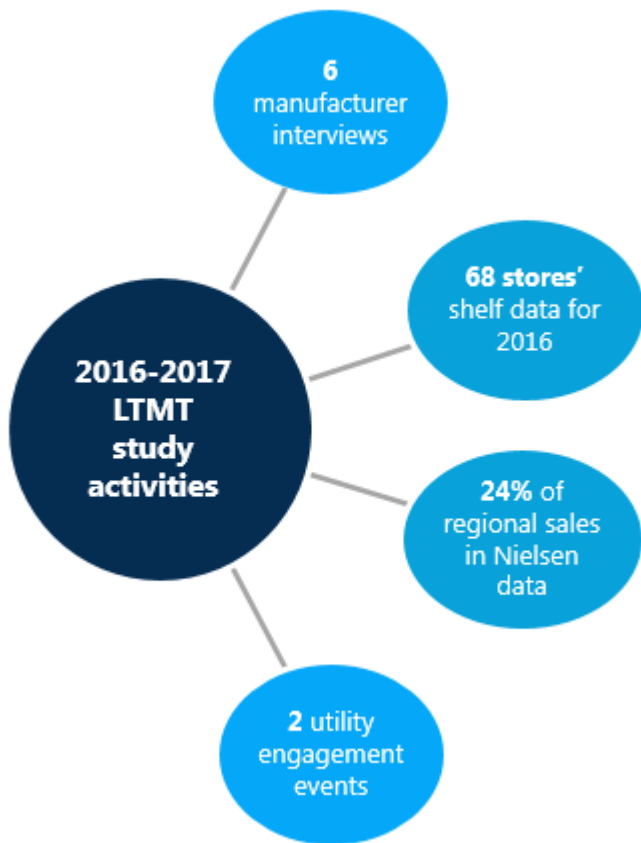 6
manufacturer
interviews
68 stores’
shelf data for
2016
2016-2017
LTMT
study
activities
24% of
regional sales
in Nielsen
data
2 utility
engagement
events